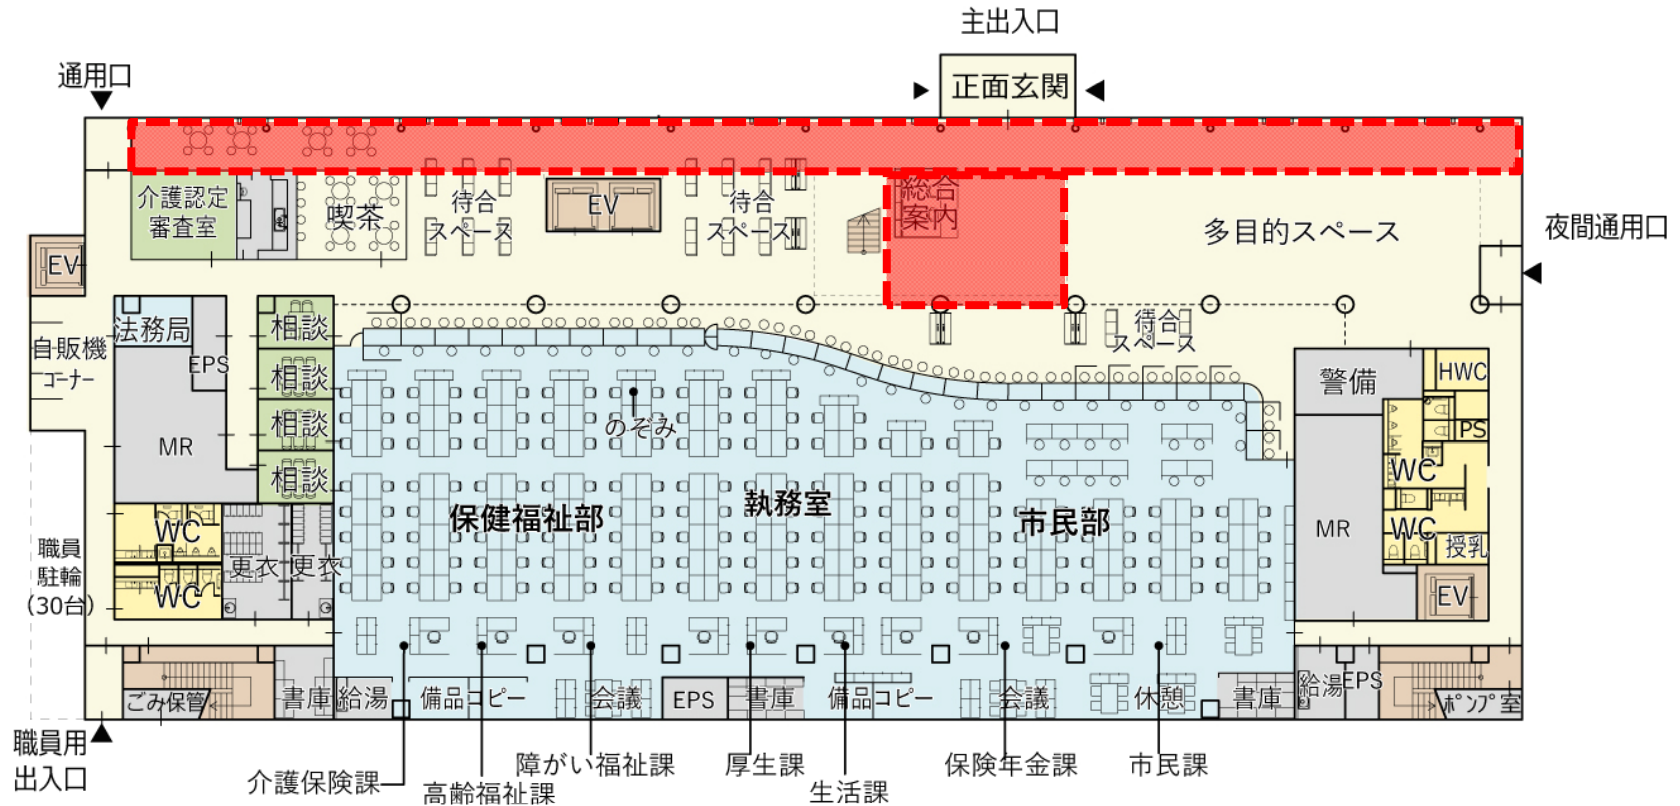 主出入口
通用口
正面玄関
介護認定
審査室
喫茶
待合
スペース
EV
待合
スペース
総合
案内
多目的スペース
夜間通用口
EV
法務局
自販機
コーナー
EPS
MR
相談
相談
相談
相談
待合
スペース
警備
HWC
PS
WC
のぞみ
保健福祉部
執務室
市民部
MR
WC
授乳
EV
職員
駐輪
(30台)
WC
WC
更衣
更衣
ごみ保管
書庫
給湯
備品コピー
会議
EPS
書庫
備品コピー
会議
休憩
書庫
給湯
EPS
ポンプ室
職員用
出入口
介護保険課
高齢福祉課
障がい福祉課
厚生課
生活課
保険年金課
市民課